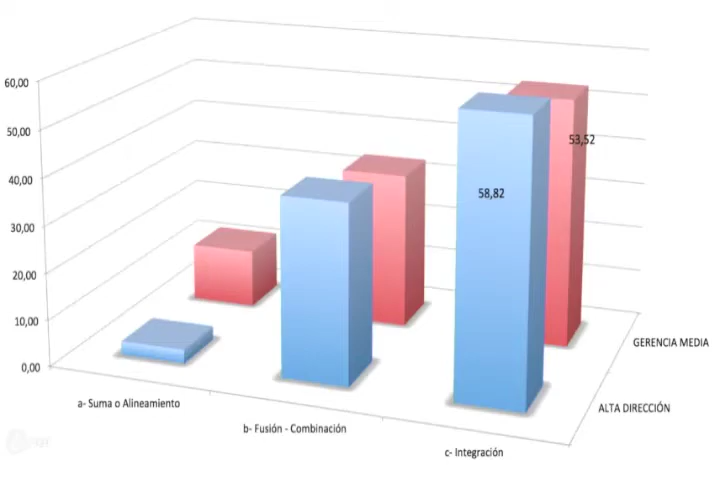 60,00
50,00
40,00
30,00
20,00
10,00
0,00
53,52
58,82
GERENCIA MEDIA
ALTA DIRECCIÓN
a- Suma o Alineamiento
b- Fusión - Combinación
c- Integración